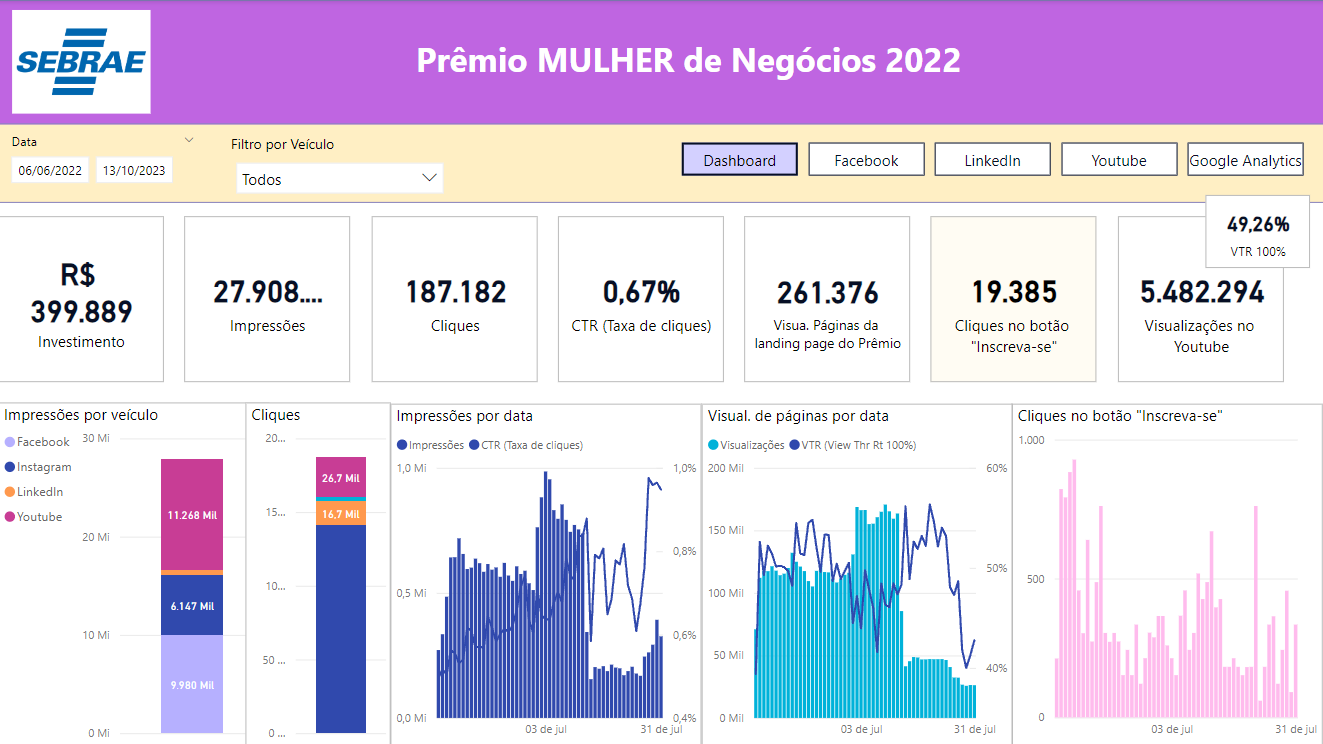 SEBRAE
Prêmio MULHER de Negócios 2022
Data
06/06/2022
13/10/2023
Filtro por Veículo
Todos
Dashboard
Facebook
LinkedIn
Youtube
Google Analytics
R$
399.889
Investimento
27.908....
Impressões
187.182
Cliques
0,67%
CTR (Taxa de cliques)
261.376
Visua. Páginas da
landing page do Prêmio
19.385
Cliques no botão
"Inscreva-se"
49,26%
VTR 100%
5.482.294
Visualizações no
Youtube
Impressões por veículo
Facebook
Instagram
LinkedIn
Youtube
30 Mi
20 Mi
10 Mi
0 Mi
11.268 Mil
6.147 Mil
9.980 Mil
Cliques
20...
15...
10...
50 ...
0 ...
26,7 Mil
16,7 Mil
Impressões por data
Impressões
CTR (Taxa de cliques)
1,0 Mi
0,5 Mi
0,0 Mi
1,0%
0,8%
0,6%
0,4%
03 de jul
31 de jul
Visual. de páginas por data
Visualizações
VTR (View Thr Rt 100%)
200 Mil
150 Mil
100 Mil
50 Mil
0 Mil
60%
50%
40%
03 de jul
31 de jul
Cliques no botão "Inscreva-se"
1.000
500
0
03 de jul
31 de jul